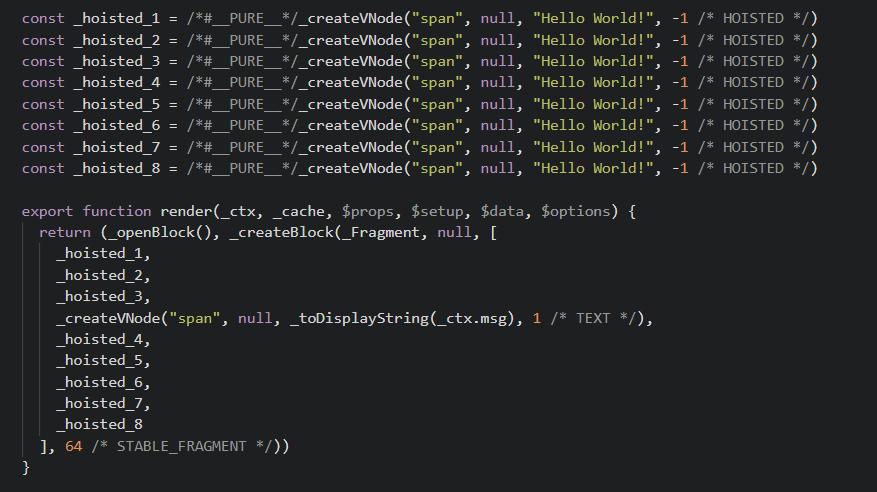 const _hoisted_1 = /*#__PURE__*/_createVNode("span", null, "Hello World!", -1 /* HOISTED */)
const _hoisted_2 = /*#__PURE__*/_createVNode("span", null, "Hello World!", -1 /* HOISTED */)
const _hoisted_3 = /*#__PURE__*/_createVNode("span", null, "Hello World!", -1 /* HOISTED */)
const _hoisted_4 = /*#__PURE__*/_createVNode("span", null, "Hello World!", -1 /* HOISTED */)
const _hoisted_5 = /*#__PURE__*/_createVNode("span", null, "Hello World!", -1 /* HOISTED */)
const _hoisted_6 = /*#__PURE__*/_createVNode("span", null, "Hello World!", -1 /* HOISTED */)
const _hoisted_7 = /*#__PURE__*/_createVNode("span", null, "Hello World!", -1 /* HOISTED */)
const _hoisted_8 = /*#__PURE__*/_createVNode("span", null, "Hello World!", -1 /* HOISTED */)

export function render(_ctx, _cache, $props, $setup, $data, $options) {
  return (_openBlock(), _createBlock(_Fragment, null, [
    _hoisted_1,
    _hoisted_2,
    _hoisted_3,
    _createVNode("span", null, _toDisplayString(_ctx.msg), 1 /* TEXT */),
    _hoisted_4,
    _hoisted_5,
    _hoisted_6,
    _hoisted_7,
    _hoisted_8
  ], 64 /* STABLE_FRAGMENT */))
}